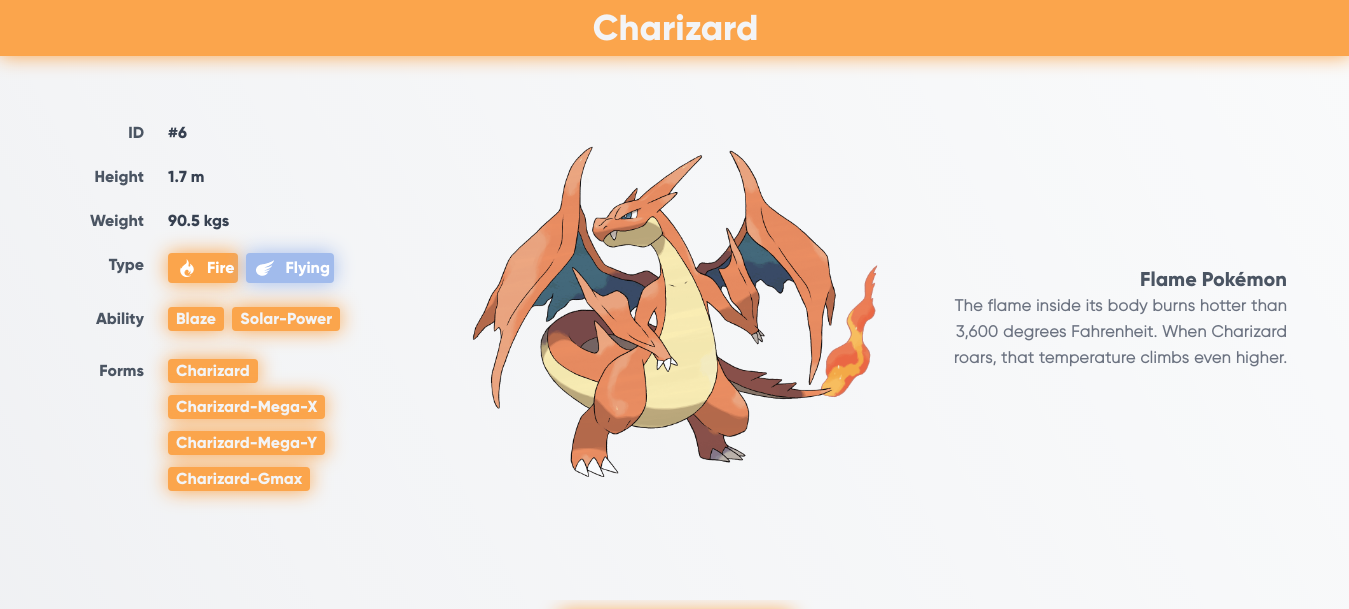 Charizard
ID #6
Height 1.7 m
Weight 90.5 kgs
Type Fire Flying
Ability Blaze Solar-Power
Forms Charizard
Charizard-Mega-X
Charizard-Mega-Y
Charizard-Gmax
Flame Pokémon
The flame inside its body burns hotter than
3,600 degrees Fahrenheit. When Charizard
roars, that temperature climbs even higher.